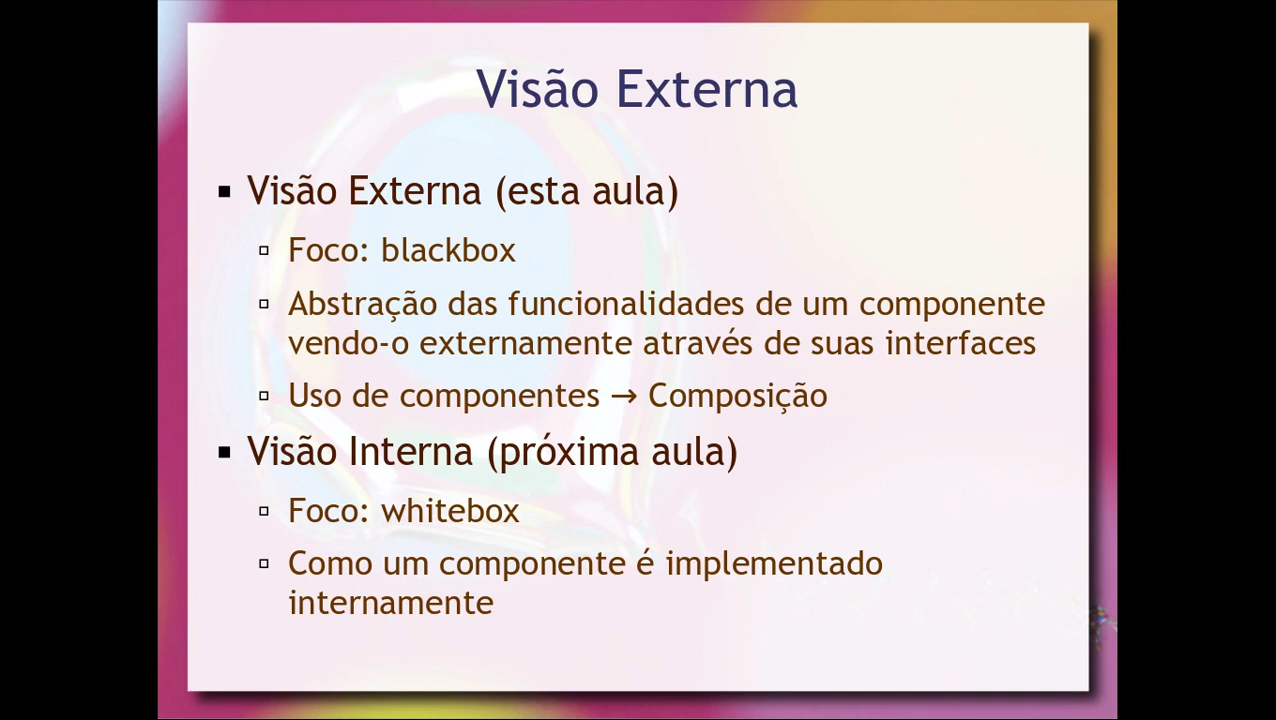 Visão Externa
Visão Externa (esta aula)
Foco: blackbox
Abstração das funcionalidades de um componente
vendo-o externamente através de suas interfaces
Uso de componentes → Composição
Visão Interna (próxima aula)
Foco: whitebox
Como um componente é implementado
internamente